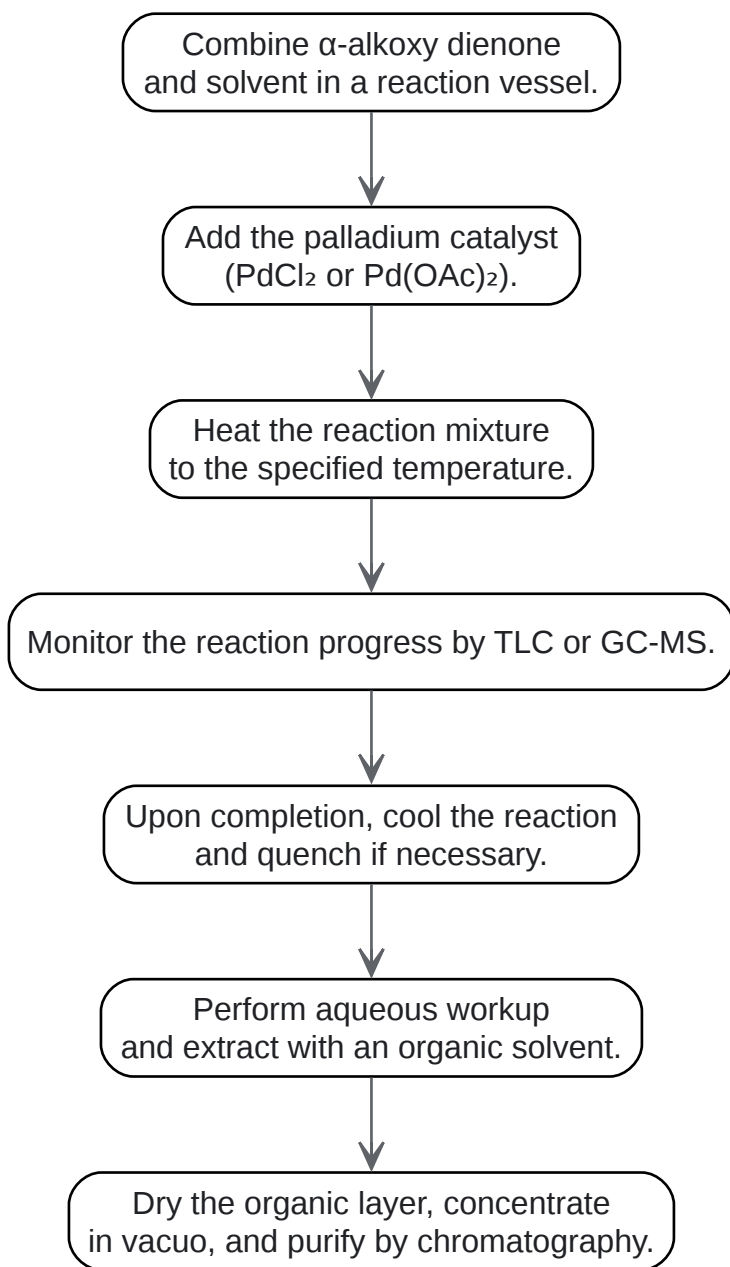 Combine α-alkoxy dienone
and solvent in a reaction vessel.
Add the palladium catalyst
(PdCl₂ or Pd(OAc)₂).
Heat the reaction mixture
to the specified temperature.
Monitor the reaction progress by TLC or GC-MS.
Upon completion, cool the reaction
and quench if necessary.
Perform aqueous workup
and extract with an organic solvent.
Dry the organic layer, concentrate
in vacuo, and purify by chromatography.